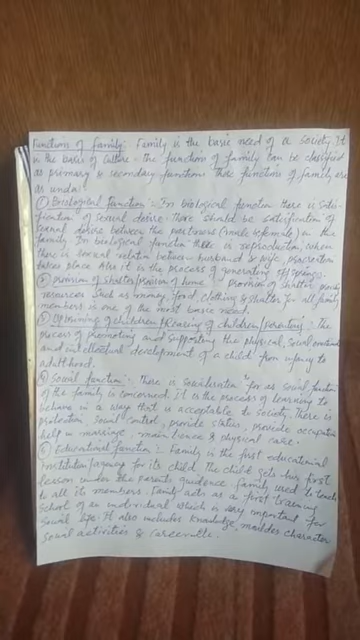 Functions of family: Family is the basic need of a society. It
is the basis of culture. The function of family can be classified
as primary & secondary functions. These functions of family are
as under:
① Biological function:- In biological function there is satis-
fication of sexual desire. There should be satisfication of
sexual desire between the partners (male & female) in the
family. In biological function there is reproduction, when
there is sexual relation between husband & wife, procreation
takes place. Also it is the process of generating offsprings.
② provision of shelter/provision of home:- provision of shelter
resources such as money, food, clothing & shelter for all family
members is one of the most basic need.
③ Upbringing of children/Rearing of children/parenting:- The
process of promoting and supporting the physical, social emotional
and intellectual development of a child from to
adulthood.
④ Social function:- There is socialisation for as social function
of the family is concerned. it is the process of learning to
behave in a way that is acceptable to society. There is
protection, social control, provide status, provide occupation
help in marriage, maintenance & physical care.
⑤ Educational function:- Family is the first educational
institution/agency for its child. The child gets his first
lesson under the parents guidence. family used to teach
to all its members. Family acts as a first training
school of an individual which is very important for
social life. It also includes knowledge, moulds character
social activities &